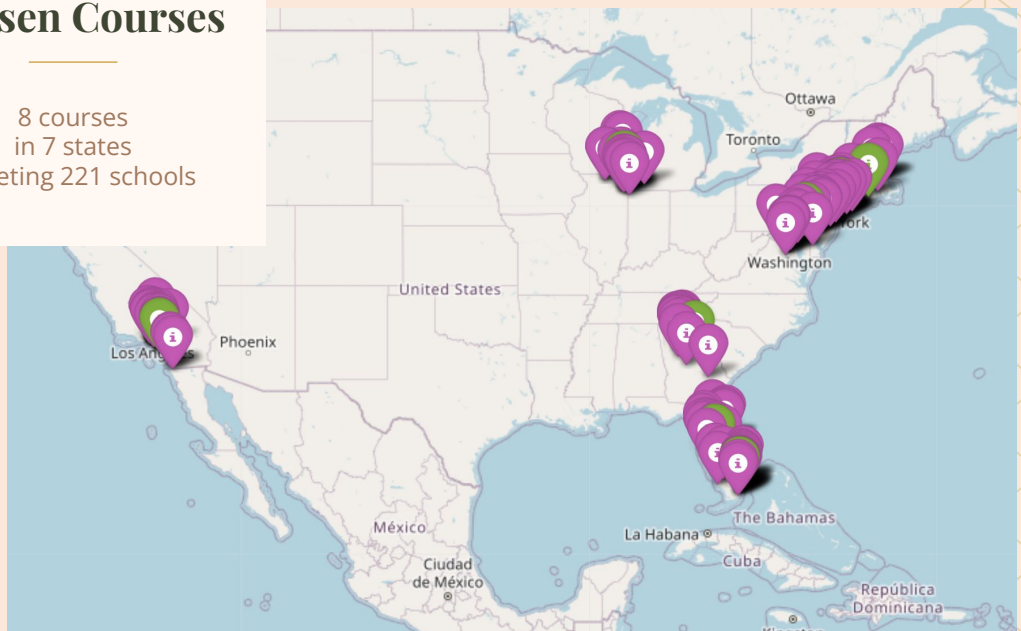 sen Courses
8 courses
in 7 states
eting 221 schools
Ottawa
Toronto
ork
Washington
United States
Phoenix
Los Angeles
México
Ciudad
de México
La Habana
The Bahamas
Cuba
República
Dominicana